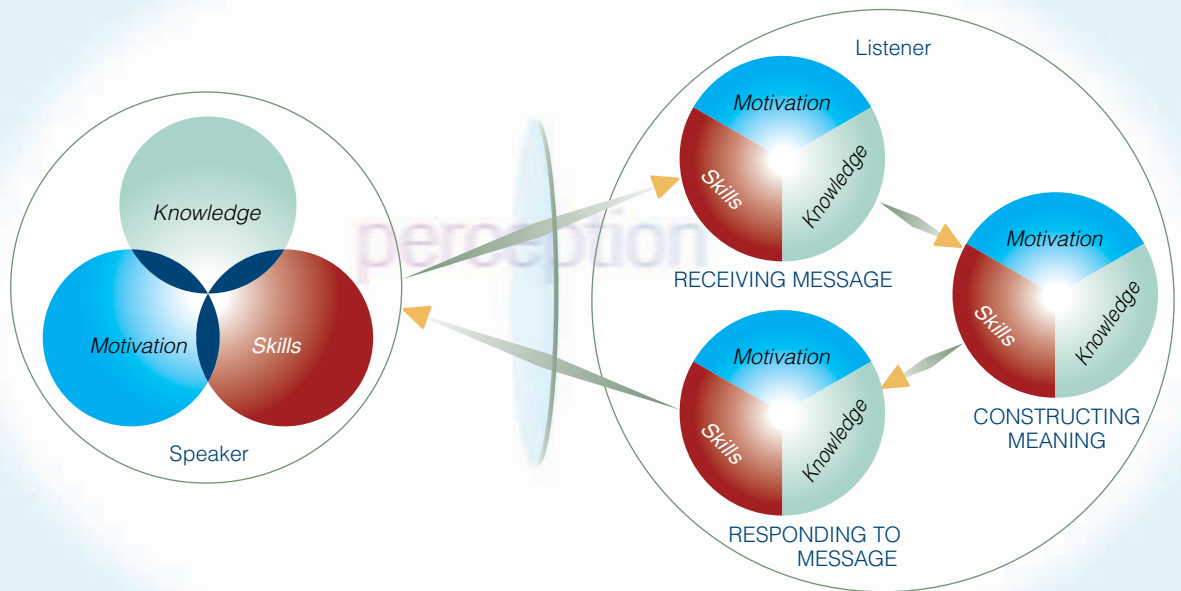 Knowledge
Motivation
Skills
Speaker
perception
Listener
Motivation
Skills
Knowledge
RECEIVING MESSAGE
Motivation
Skills
Knowledge
CONSTRUCTING
MEANING
Motivation
Skills
Knowledge
RESPONDING TO
MESSAGE